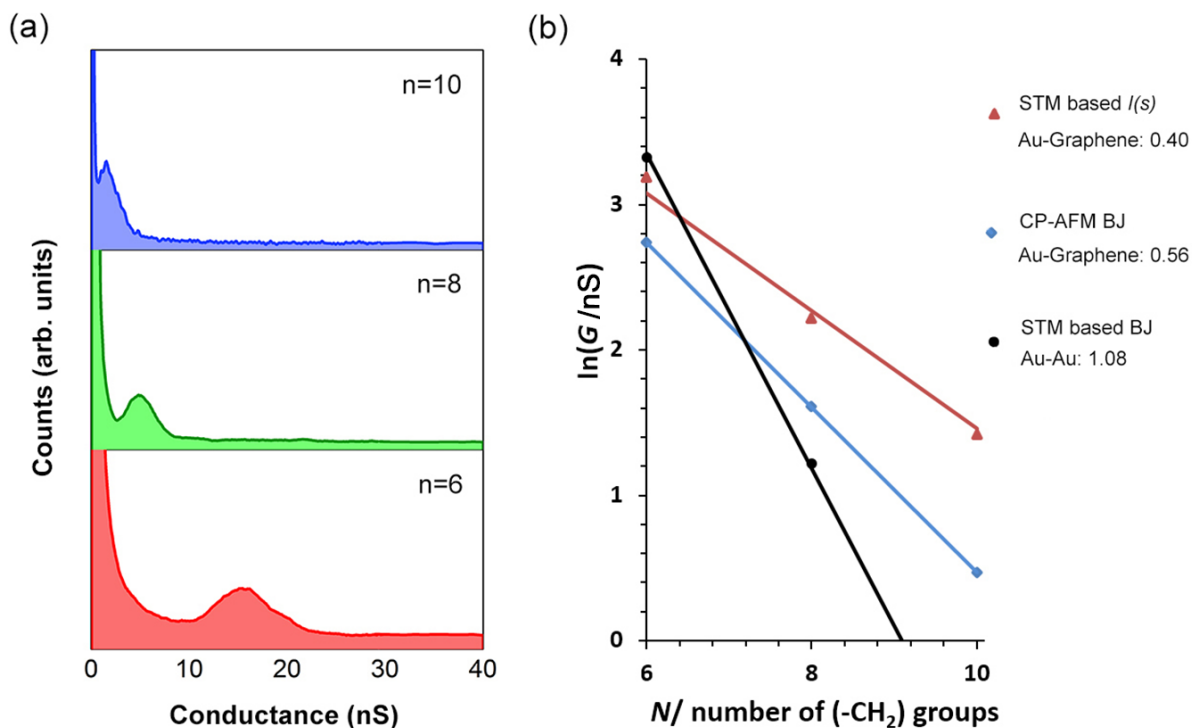 (a)
n=10
n=8
n=6
Counts (arb. units)
0 10 20 30 40
Conductance (nS)
(b)
4
3
2
1
0
ln(G /nS)
6 8 10
N/ number of (-CH₂) groups
STM based I(s)
Au-Graphene: 0.40
CP-AFM BJ
Au-Graphene: 0.56
STM based BJ
Au-Au: 1.08